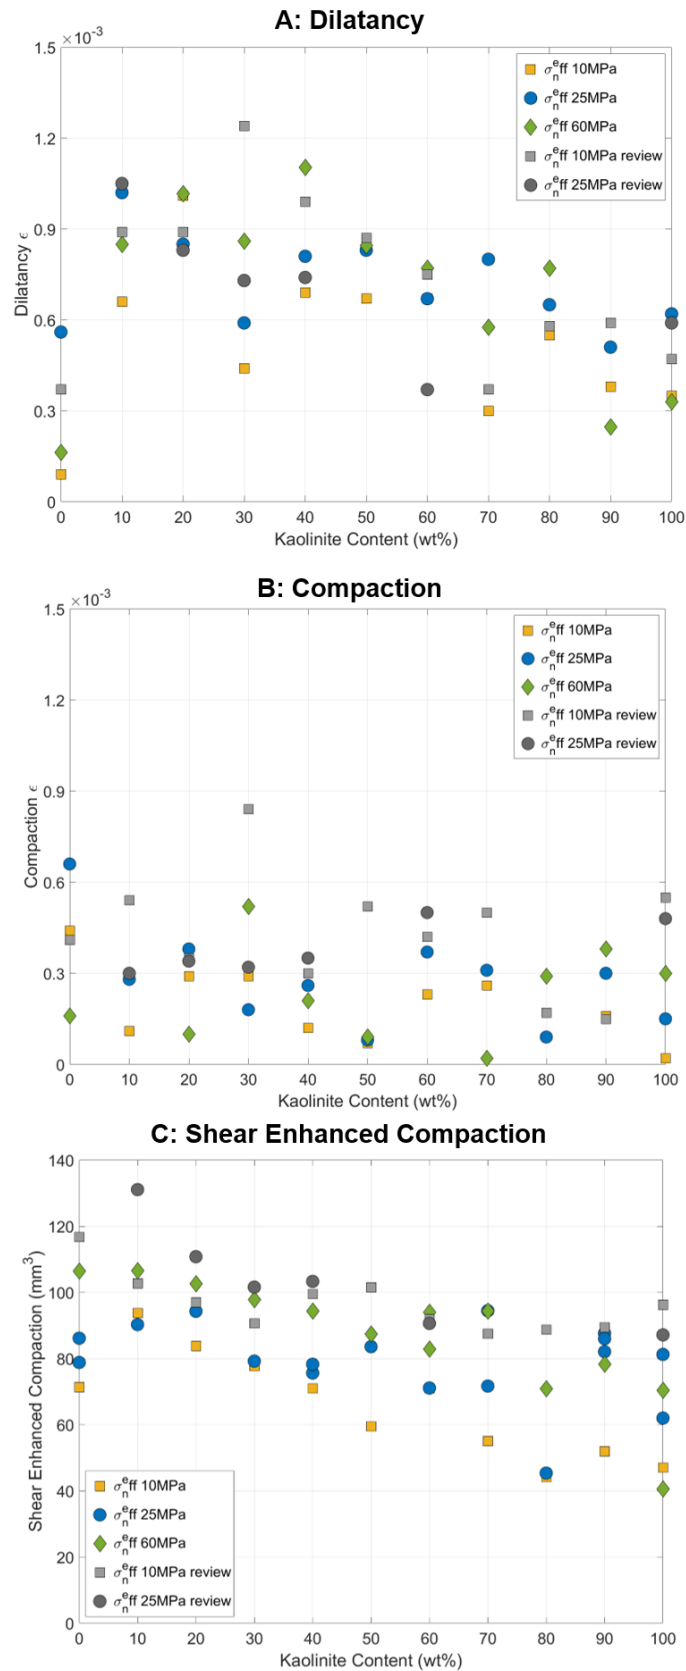 A: Dilatancy
×10⁻³
1.5
1.2
0.9
0.6
0.3
0
Dilatancy ϵ
σₙᵉff 10MPa
σₙᵉff 25MPa
σₙᵉff 60MPa
σₙᵉff 10MPa review
σₙᵉff 25MPa review
0 10 20 30 40 50 60 70 80 90 100
Kaolinite Content (wt%)
B: Compaction
×10⁻³
1.5
1.2
0.9
0.6
0.3
0
Compaction ϵ
σₙᵉff 10MPa
σₙᵉff 25MPa
σₙᵉff 60MPa
σₙᵉff 10MPa review
σₙᵉff 25MPa review
0 10 20 30 40 50 60 70 80 90 100
Kaolinite Content (wt%)
C: Shear Enhanced Compaction
140
120
100
80
60
40
20
0
Shear Enhanced Compaction (mm³)
σₙᵉff 10MPa
σₙᵉff 25MPa
σₙᵉff 60MPa
σₙᵉff 10MPa review
σₙᵉff 25MPa review
0 10 20 30 40 50 60 70 80 90 100
Kaolinite Content (wt%)